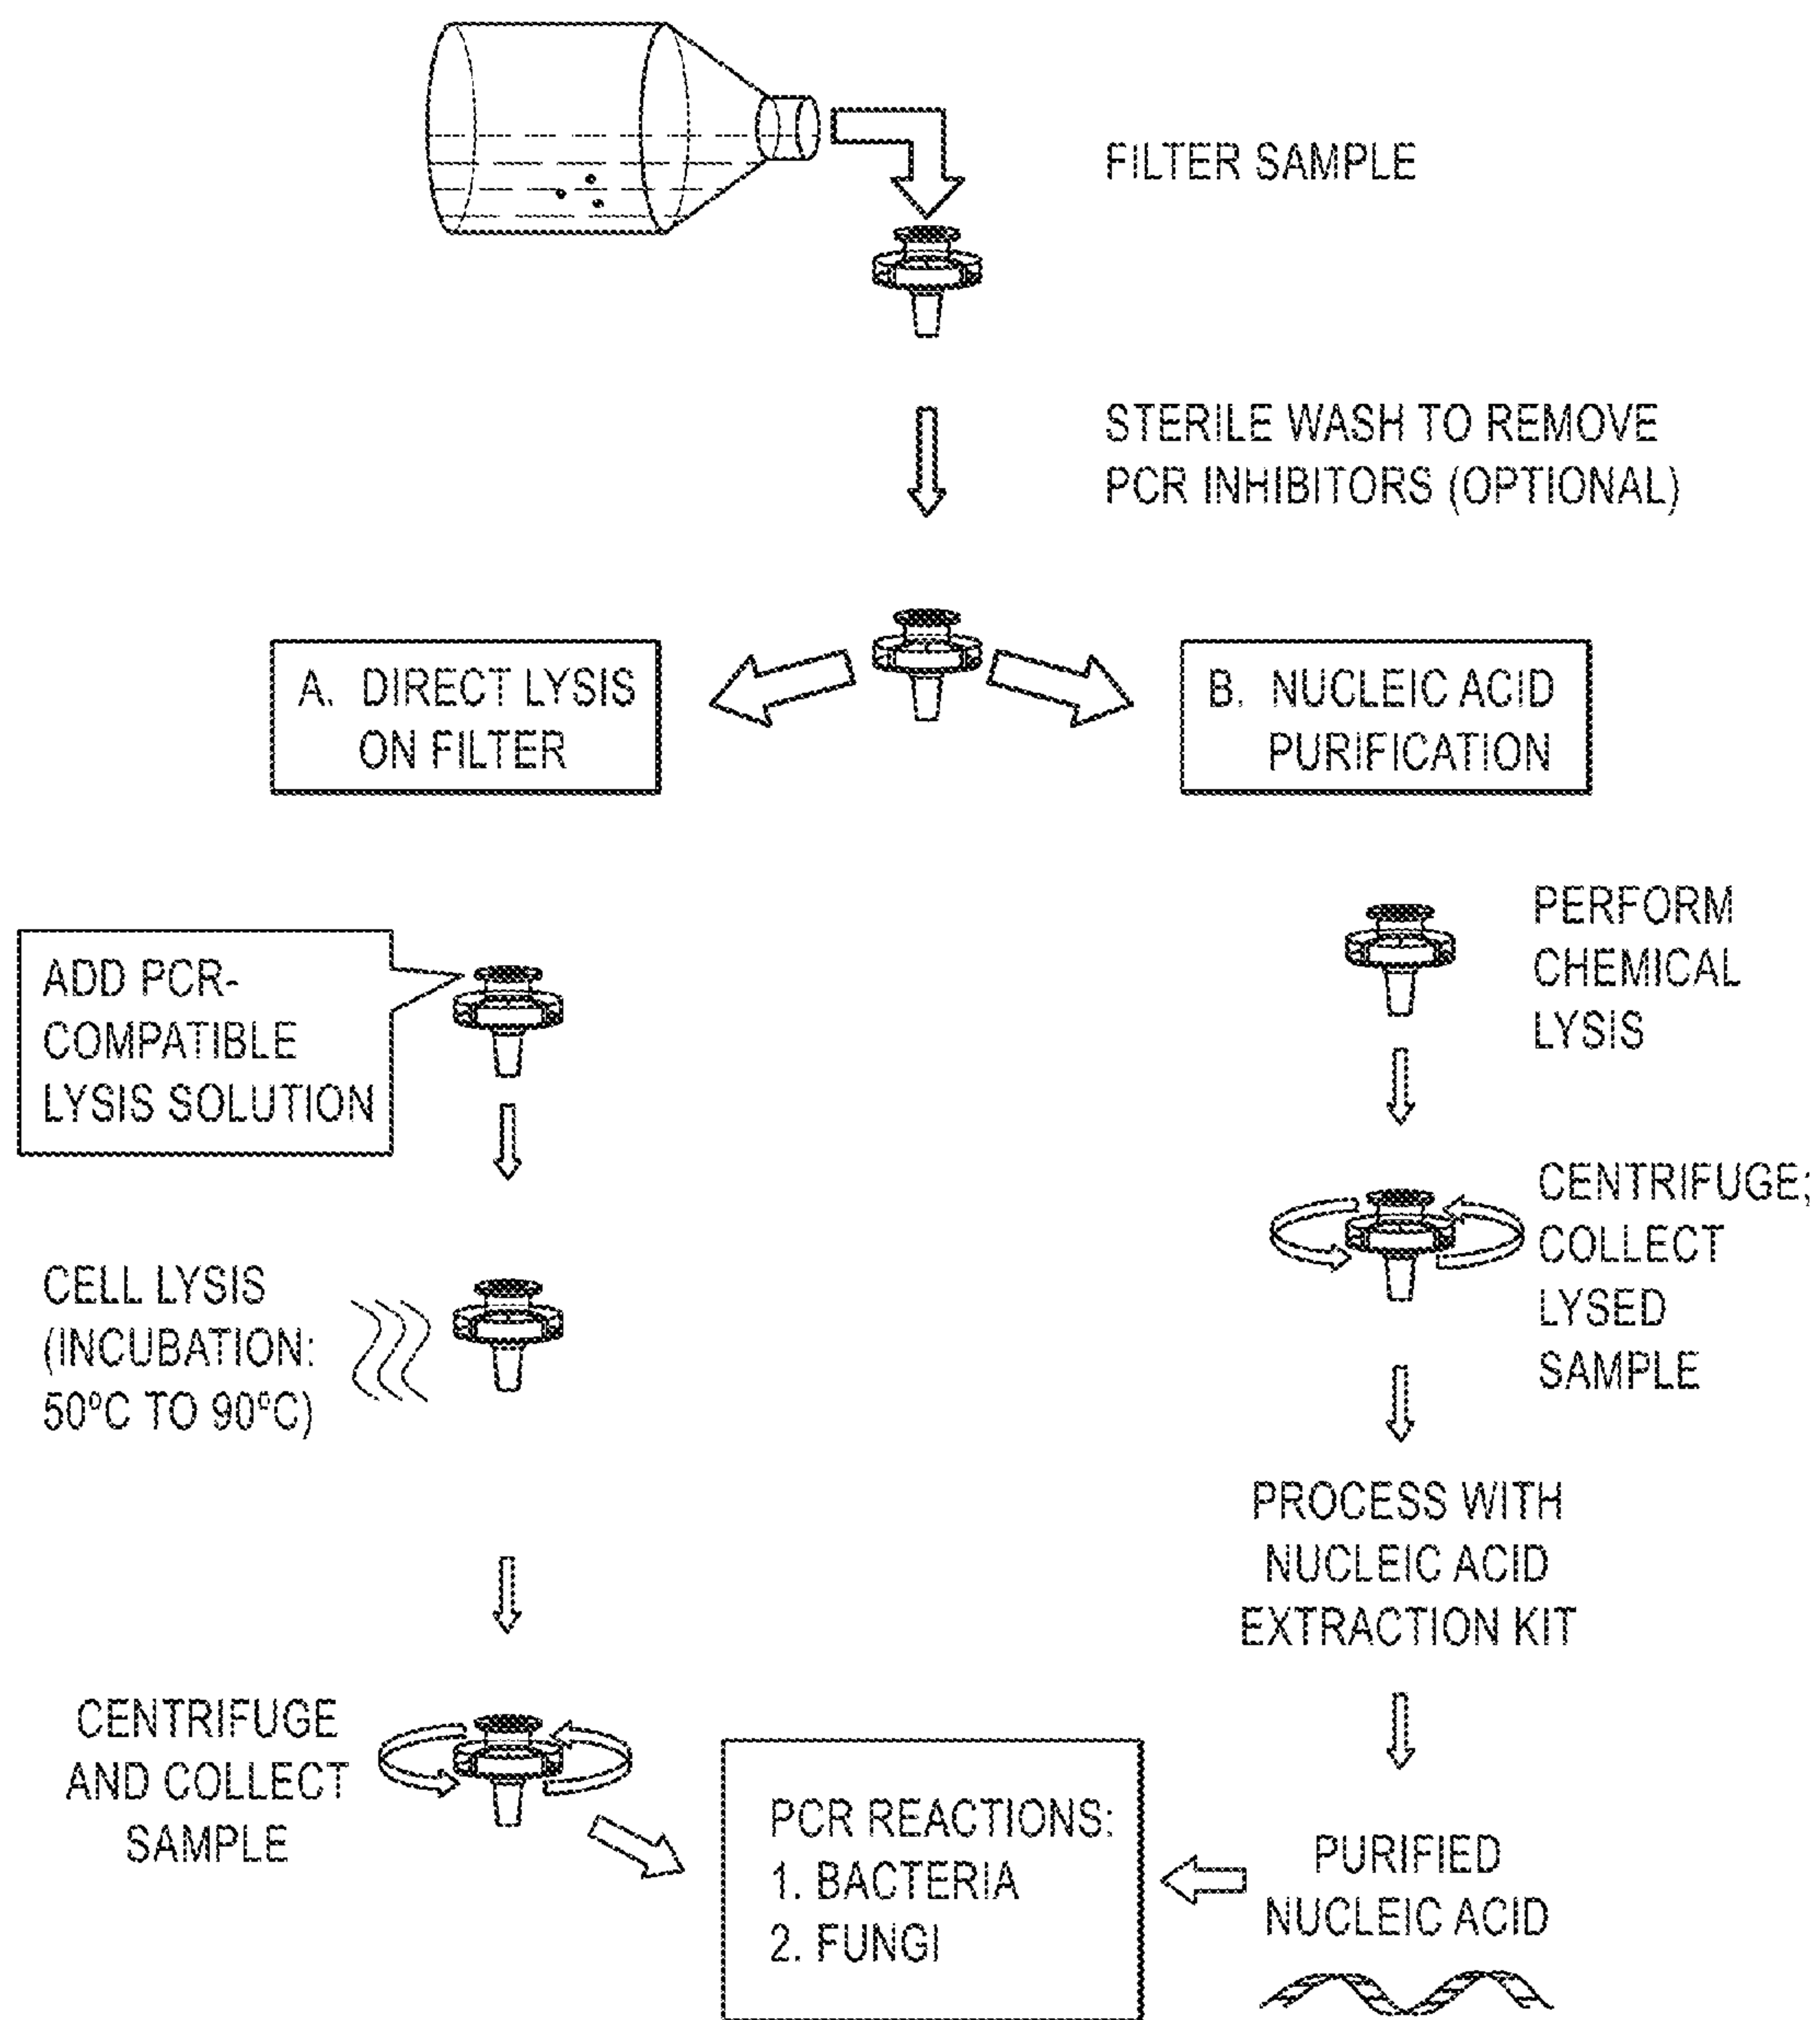 FILTER SAMPLE
STERILE WASH TO REMOVE
PCR INHIBITORS (OPTIONAL)
A. DIRECT LYSIS
ON FILTER
B. NUCLEIC ACID
PURIFICATION
ADD PCR-
COMPATIBLE
LYSIS SOLUTION
CELL LYSIS
(INCUBATION:
50ºC TO 90ºC)
CENTRIFUGE
AND COLLECT
SAMPLE
PERFORM
CHEMICAL
LYSIS
CENTRIFUGE;
COLLECT
LYSED
SAMPLE
PROCESS WITH
NUCLEIC ACID
EXTRACTION KIT
PURIFIED
NUCLEIC ACID
PCR REACTIONS:
1. BACTERIA
2. FUNGI